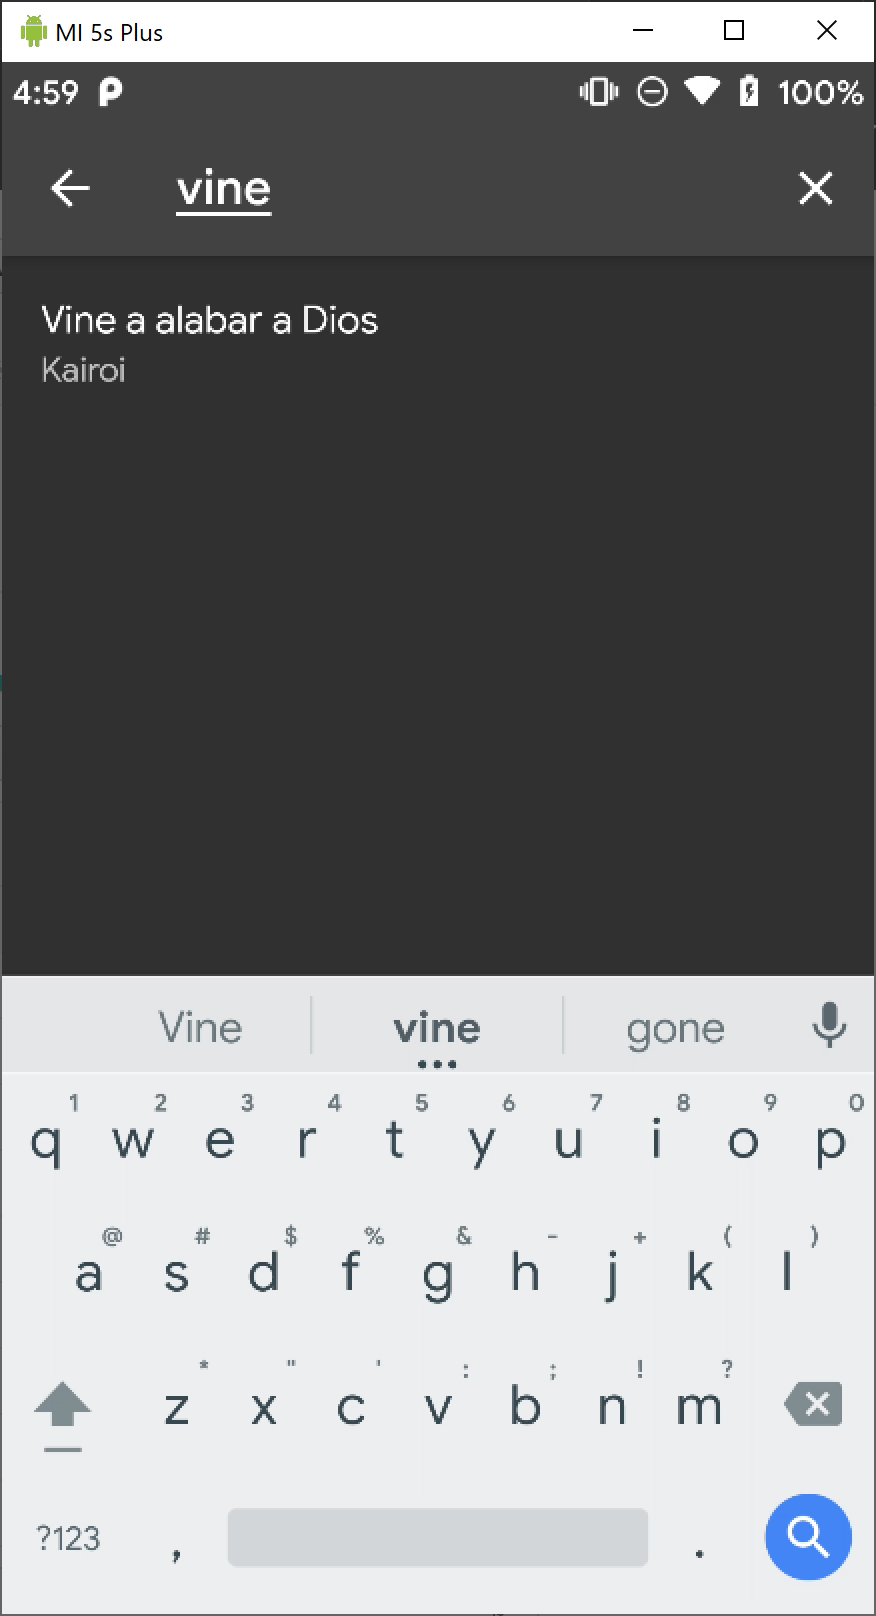 MI 5s Plus
4:59 100%
vine
Vine a alabar a Dios
Kairoi
Vine vine gone
1 2 3 4 5 6 7 8 9 0
q w e r t y u i o p
@ # $ % & - + ( )
a s d f g h j k l
* " ' : ; ! ?
z x c v b n m
?123 , .